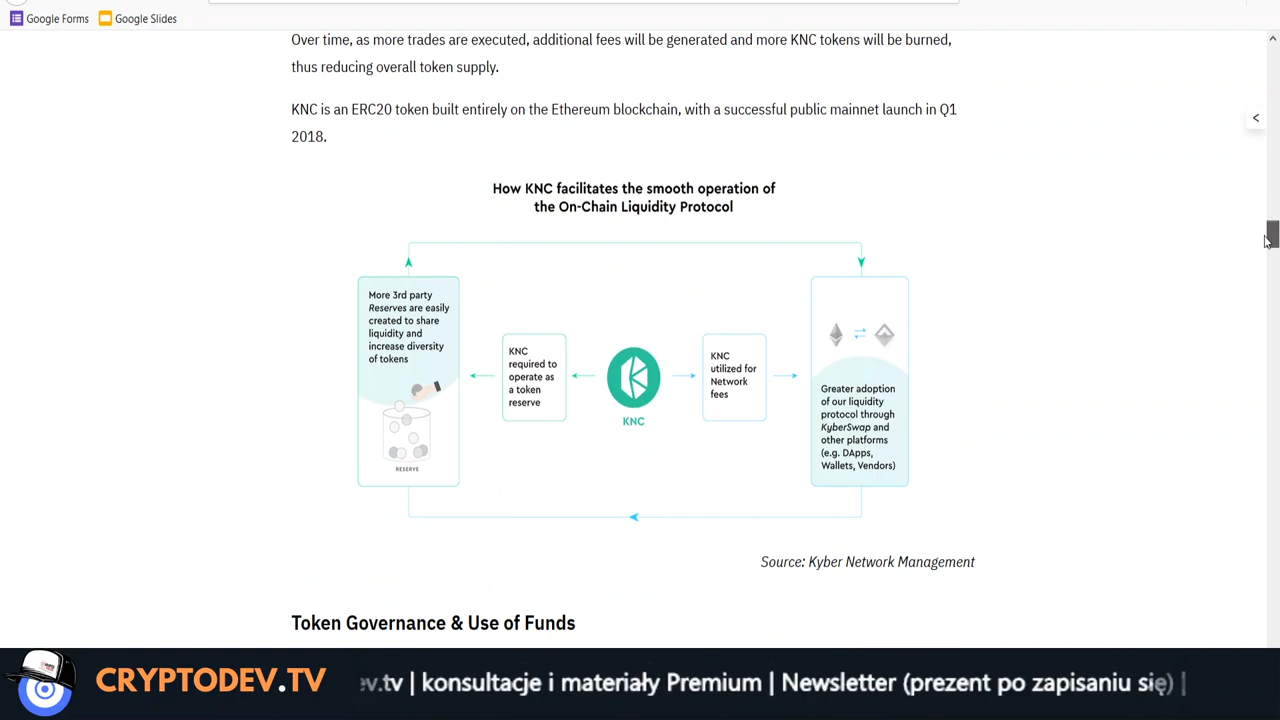 Google Forms
Google Slides
Over time, as more trades are executed, additional fees will be generated and more KNC tokens will be burned,
thus reducing overall token supply.
KNC is an ERC20 token built entirely on the Ethereum blockchain, with a successful public mainnet launch in Q1
2018.
How KNC facilitates the smooth operation of
the On-Chain Liquidity Protocol
More 3rd party
Reserves are easily
created to share
liquidity and
increase diversity
of tokens
RESERVE
KNC
required to
operate as
a token
reserve
KNC
KNC
utilized for
Network
fees
Greater adoption
of our liquidity
protocol through
KyberSwap and
other platforms
(e.g. DApps,
Wallets, Vendors)
Source: Kyber Network Management
Token Governance & Use of Funds
CRYPTODEV.TV
ev.tv | konsultacje i materiały Premium | Newsletter (prezent po zapisaniu się) |